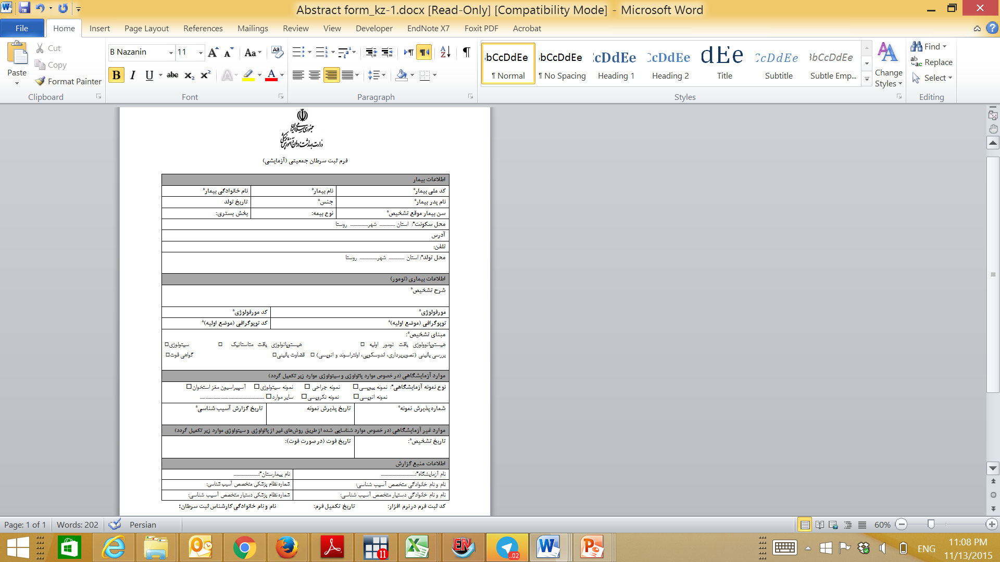 Abstract form_kz-1.docx [Read-Only] [Compatibility Mode] - Microsoft Word
File Home Insert Page Layout References Mailings Review View Developer EndNote X7 Foxit PDF Acrobat
Paste
Cut
Copy
Format Painter
Clipboard
B Nazanin 11
Font
Paragraph
AaBbCcDdEe
¶ Normal
¶ No Spacing
Heading 1
Heading 2
Title
Subtitle
Subtle Emp...
Styles
Change Styles
Find
Replace
Select
Editing
جمهوری اسلامی ایران
وزارت بهداشت درمان و آموزش پزشکی
فرم ثبت سرطان جمعیتی (آزمایشی)
اطلاعات بیمار
کد ملی بیمار* نام بیمار* نام خانوادگی بیمار*
نام پدر بیمار* جنس* تاریخ تولد
سن بیمار موقع تشخیص* نوع بیمه: بخش بستری:
محل سکونت*: استان .............. شهر................ روستا
آدرس
تلفن:
محل تولد*: استان .............. شهر................ روستا
اطلاعات بیماری (تومور)
شرح تشخیص*
مورفولوژی* کد مورفولوژی*
توپوگرافی (موضع اولیه)* کد توپوگرافی (موضع اولیه)*
مبنای تشخیص*:
هیستوپاتوولوژی بافت تومور اولیه □ هیستوپاتولوژی بافت متاستاتیک □ سیتولوژی□
بررسی بالینی (تصویربرداری، اندوسکوپی، اولتراسوند و اتوپسی) □ قضاوت بالینی□ گواهی فوت□
موارد آزمایشگاهی (در خصوص موارد پاتولوژی و سیتولوژی موارد زیر تکمیل گردد)
نوع نمونه آزمایشگاهی*: نمونه بیوپسی□ نمونه جراحی □ نمونه سیتولوژی□ آسپیراسیون مغز استخوان□
نمونه اتوپسی□ نمونه نکروپسی□ سایر موارد□ ................................................
شماره پذیرش نمونه* تاریخ پذیرش نمونه تاریخ گزارش آسیب شناسی*
موارد غیر آزمایشگاهی (در خصوص موارد شناسایی شده از طریق روش‌های غیر از پاتولوژی و سیتولوژی موارد زیر تکمیل گردد)
تاریخ تشخیص*: تاریخ فوت (در صورت فوت):
اطلاعات منبع گزارش
نام آزمایشگاه*:............................ نام بیمارستان*:....................
نام و نام خانوادگی متخصص آسیب شناسی: شماره نظام پزشکی متخصص آسیب شناسی:
نام و نام خانوادگی دستیار متخصص آسیب شناسی: شماره نظام پزشکی دستیار متخصص آسیب شناسی:
کد ثبت فرم در نرم افزار: تاریخ تکمیل فرم: نام و نام خانوادگی کارشناس ثبت سرطان:
Page: 1 of 1 Words: 202 Persian 60%
11 ..02 ENG 11:08 PM
11/13/2015